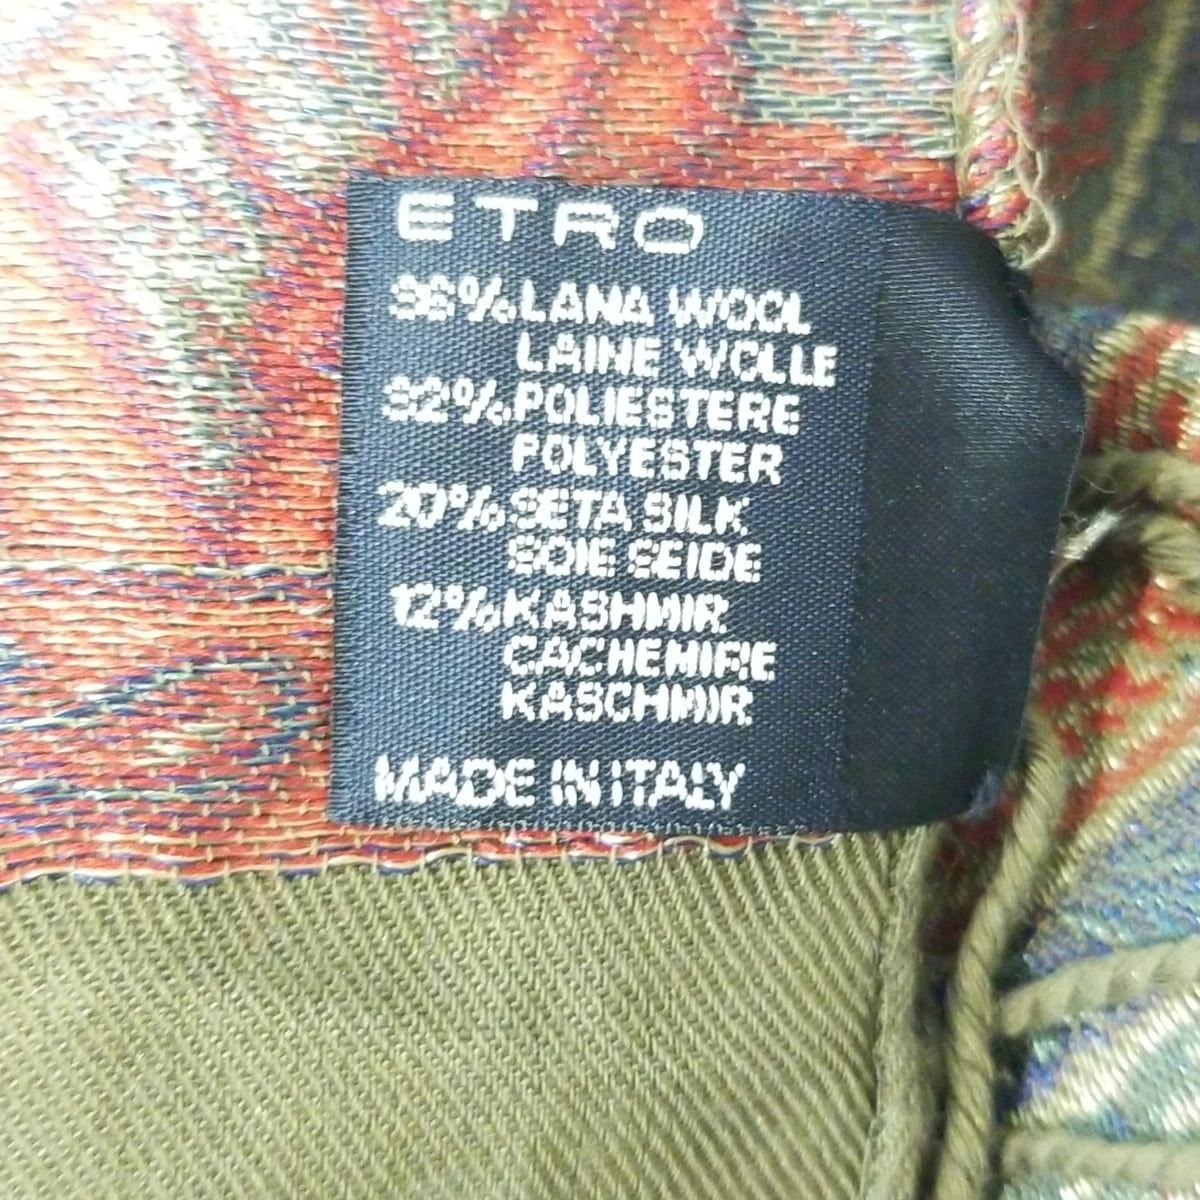 ETRO
36% LANA WOOL
LAINE WOLLE
32% POLIESTERE
POLYESTER
20% SETA SILK
SOIE SEIDE
12% KASHMIR
CACHEMIRE
KASCHMIR
MADE IN ITALY